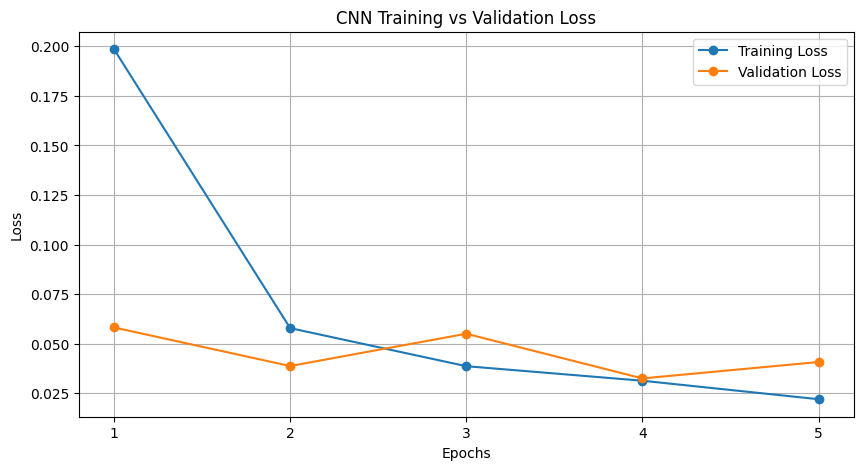 CNN Training vs Validation Loss
Training Loss
Validation Loss
0.200
0.175
0.150
0.125
0.100
0.075
0.050
0.025
Loss
1 2 3 4 5
Epochs